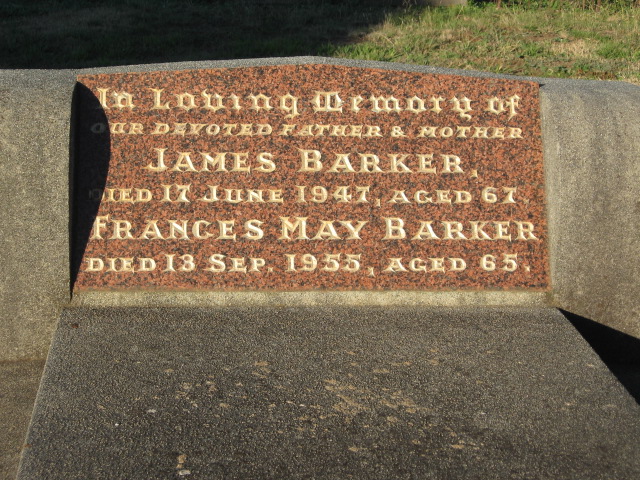 In Loving Memory of
OUR DEVOTED FATHER & MOTHER
JAMES BARKER,
DIED 17 JUNE 1947, AGED 67.
FRANCES MAY BARKER
DIED 13 SEP. 1955, AGED 65.